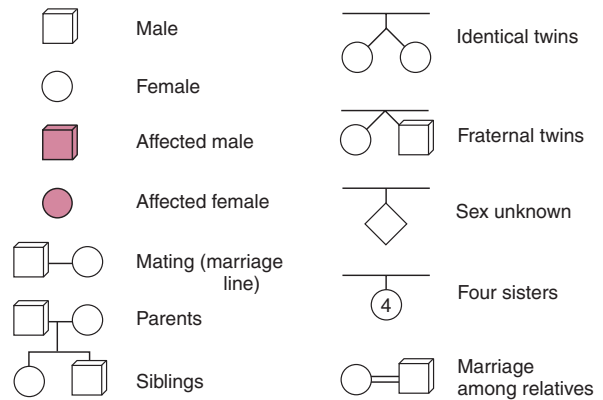 Male
Female
Affected male
Affected female
Mating (marriage
line)
Parents
Siblings
Identical twins
Fraternal twins
Sex unknown
4
Four sisters
Marriage
among relatives